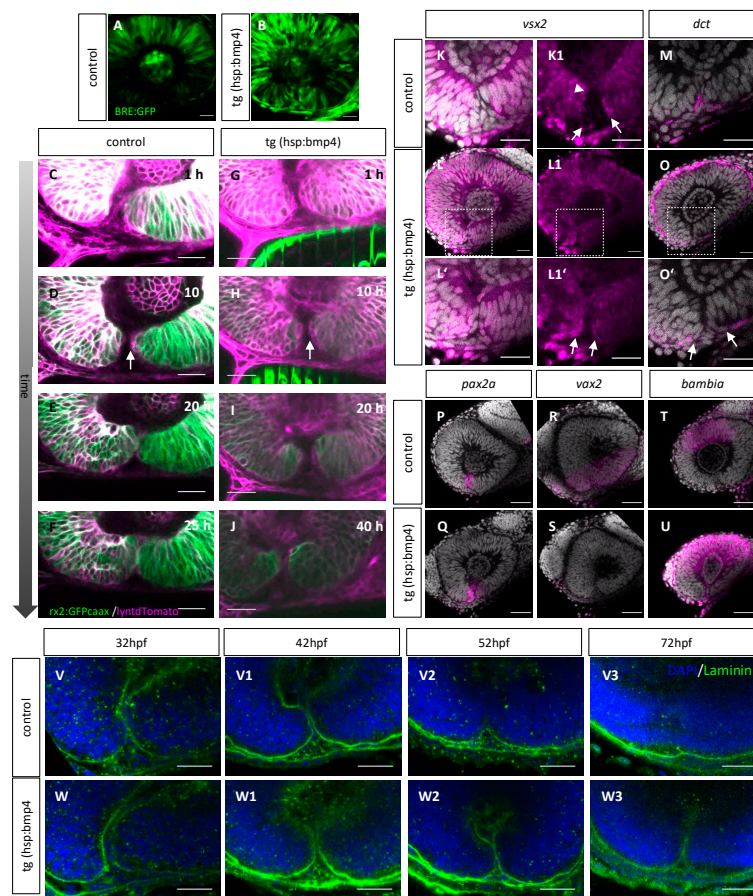 vsx2
dct
control
A
BRE:GFP
tg (hsp:bmp4)
B
control
K
K1
M
control
tg (hsp:bmp4)
C
1 h
G
1 h
tg (hsp:bmp4)
L
L1
O
time
D
10
H
10 h
L‘
L1‘
O‘
E
20 h
I
20 h
pax2a
vax2
bambia
control
P
R
T
F
25 h
J
40 h
tg (hsp:bmp4)
Q
S
U
rx2:GFPcaax /lyntdTomato
32hpf
42hpf
52hpf
72hpf
control
V
V1
V2
V3
DAPI/Laminin
tg (hsp:bmp4
W
W1
W2
W3